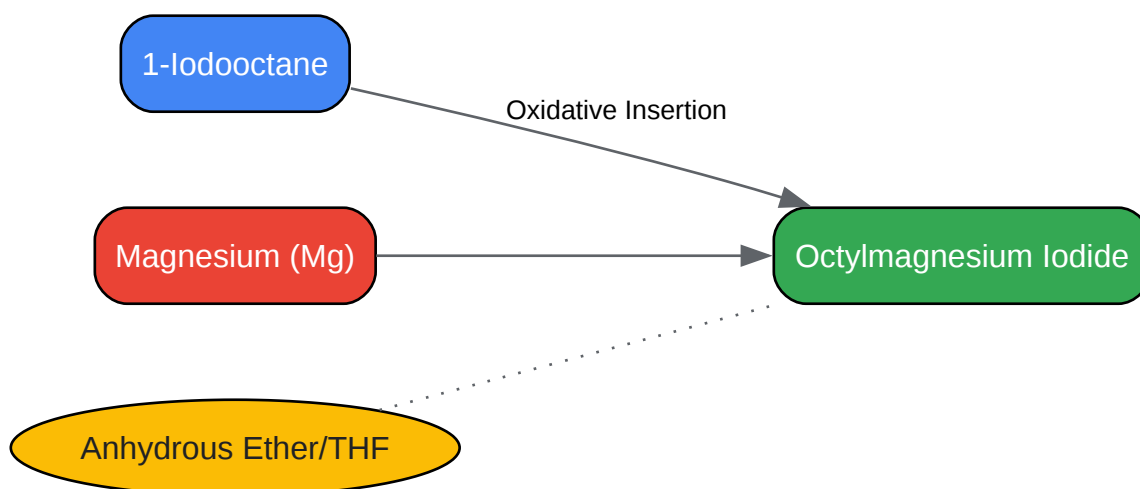 1-Iodooctane
Oxidative Insertion
Magnesium (Mg)
Octylmagnesium Iodide
Anhydrous Ether/THF